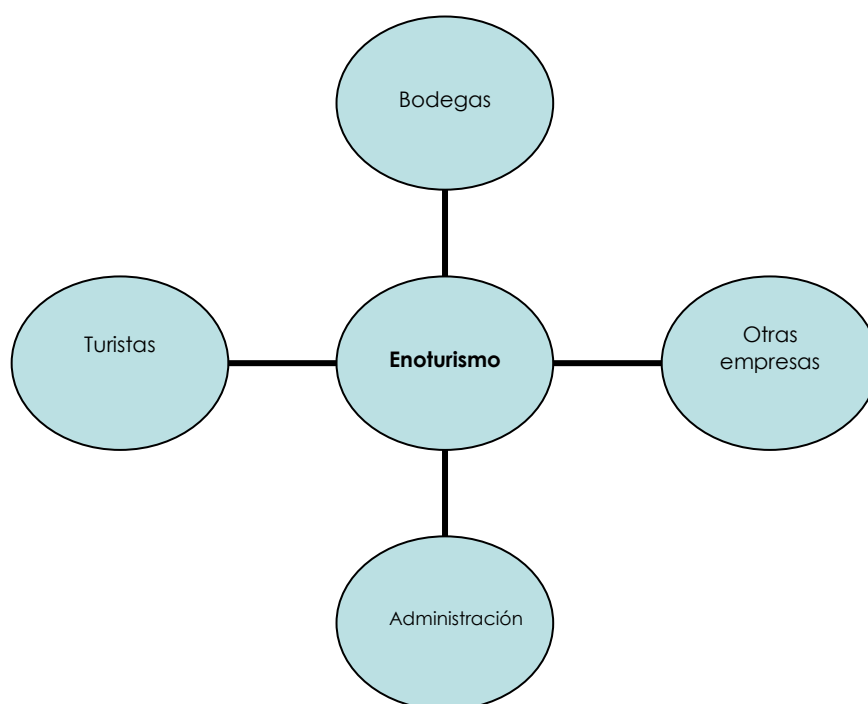 Bodegas
Turistas
Enoturismo
Otras
empresas
Administración